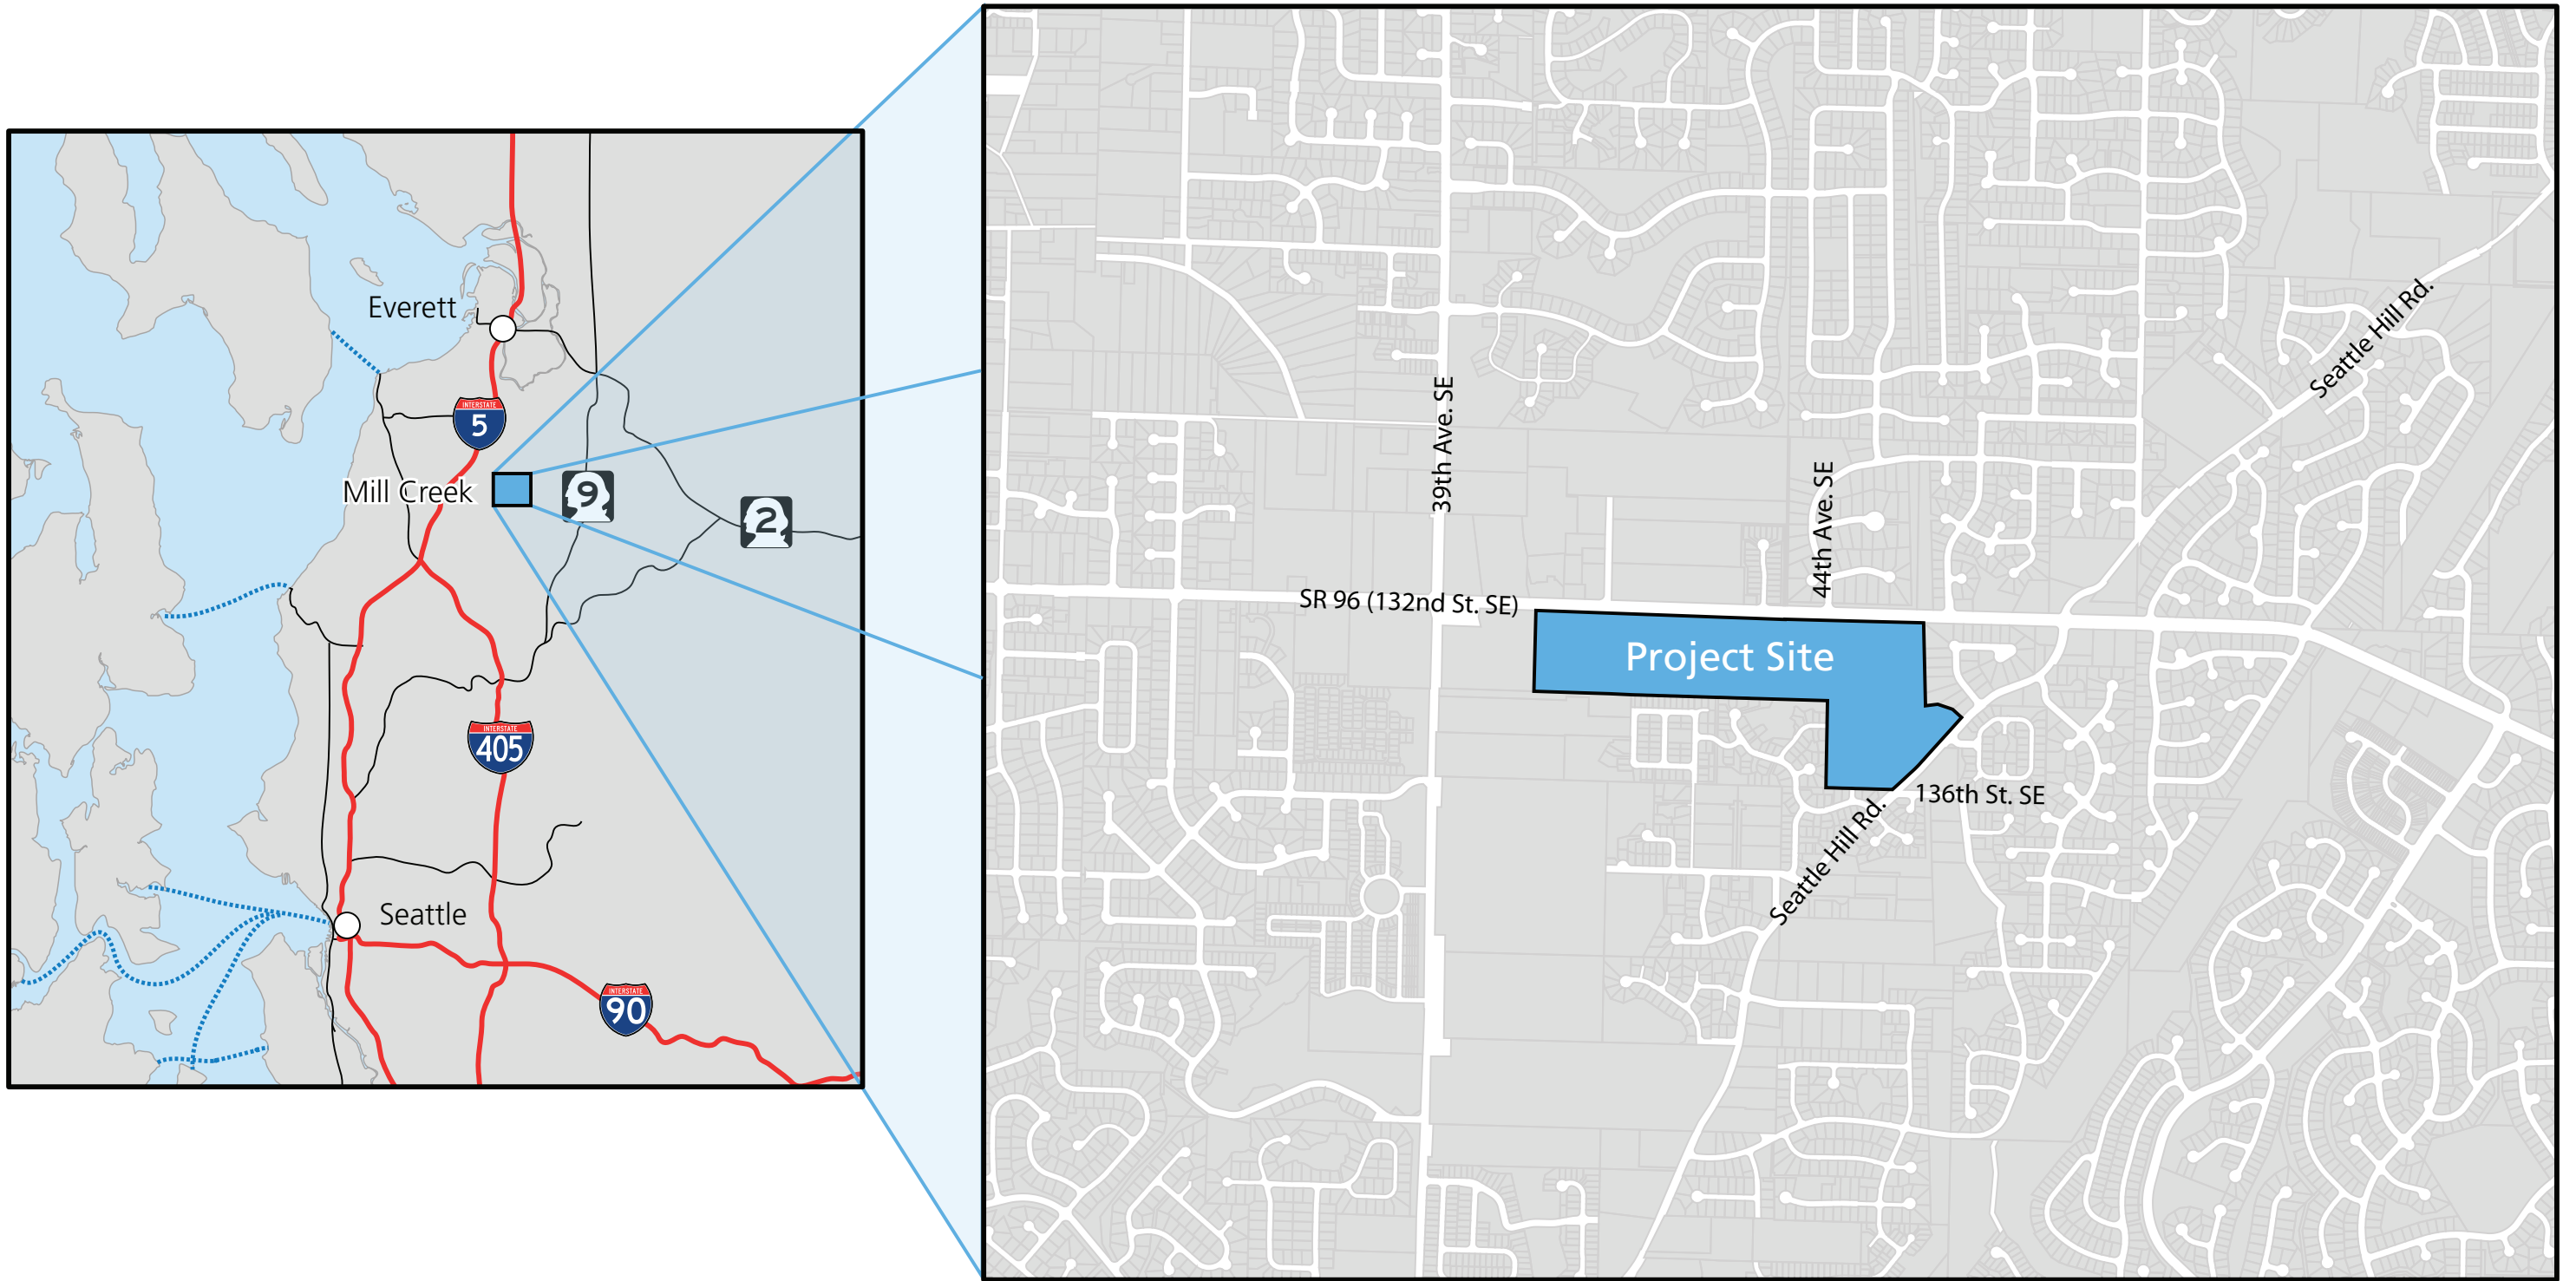 Everett
INTERSTATE
5
Mill Creek
9
2
INTERSTATE
405
Seattle
INTERSTATE
90
Seattle Hill Rd.
39th Ave. SE
44th Ave. SE
SR 96 (132nd St. SE)
Project Site
136th St. SE
Seattle Hill Rd.